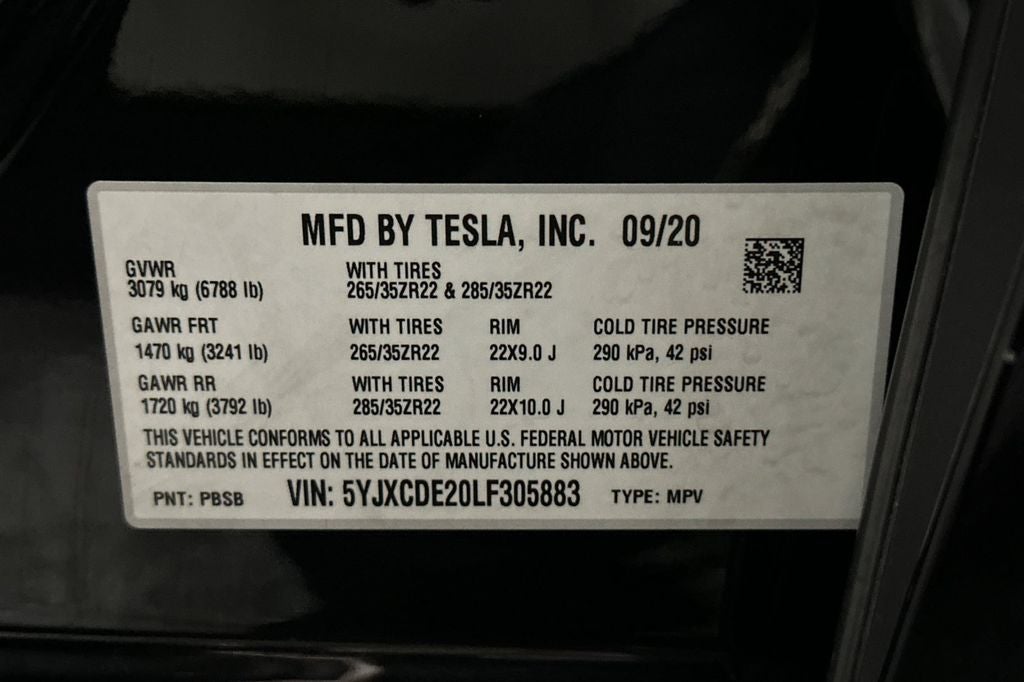 MFD BY TESLA, INC. 09/20
GVWR WITH TIRES
3079 kg (6788 lb) 265/35ZR22 & 285/35ZR22
GAWR FRT WITH TIRES RIM COLD TIRE PRESSURE
1470 kg (3241 lb) 265/35ZR22 22X9.0 J 290 kPa, 42 psi
GAWR RR WITH TIRES RIM COLD TIRE PRESSURE
1720 kg (3792 lb) 285/35ZR22 22X10.0 J 290 kPa, 42 psi
THIS VEHICLE CONFORMS TO ALL APPLICABLE U.S. FEDERAL MOTOR VEHICLE SAFETY
STANDARDS IN EFFECT ON THE DATE OF MANUFACTURE SHOWN ABOVE.
PNT: PBSB VIN: 5YJXCDE20LF305883 TYPE: MPV